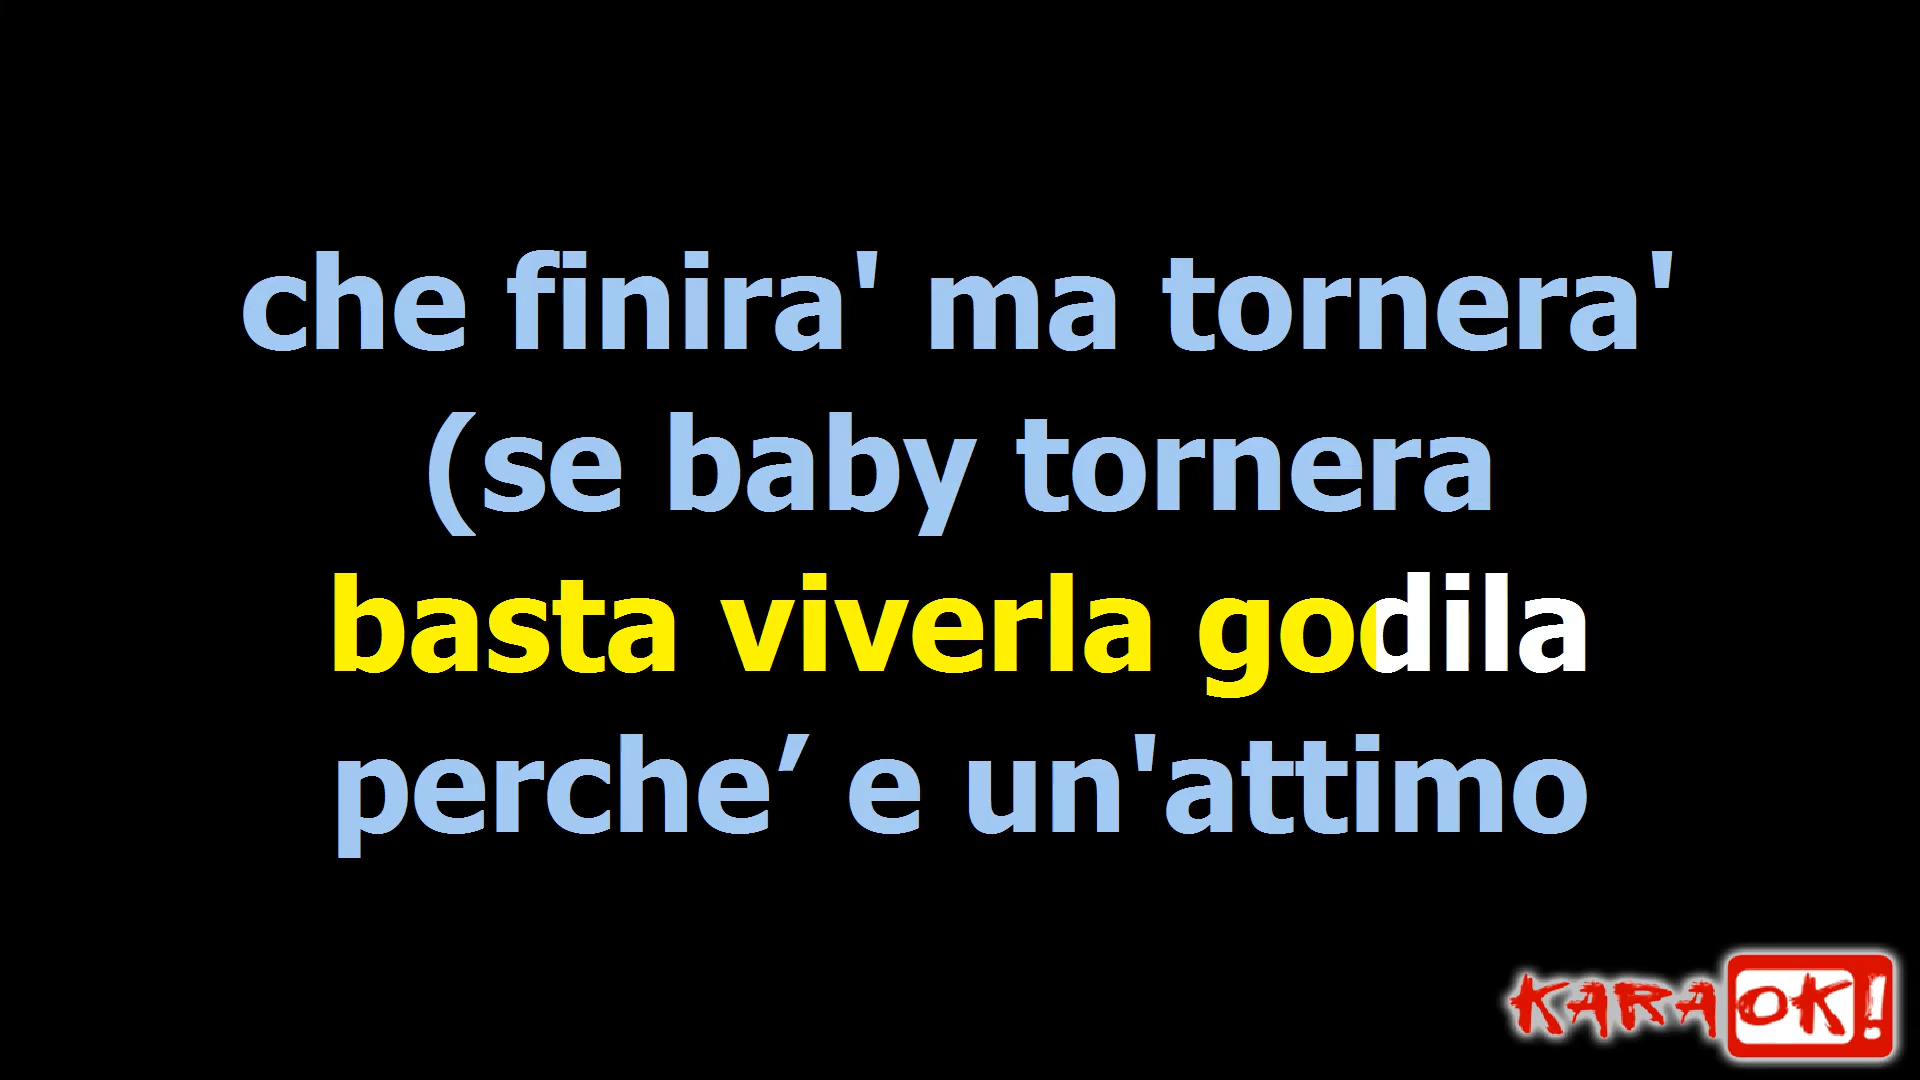 che finira' ma tornera'
(se baby tornera
basta viverla godila
perche’ e un'attimo
KARAOK!